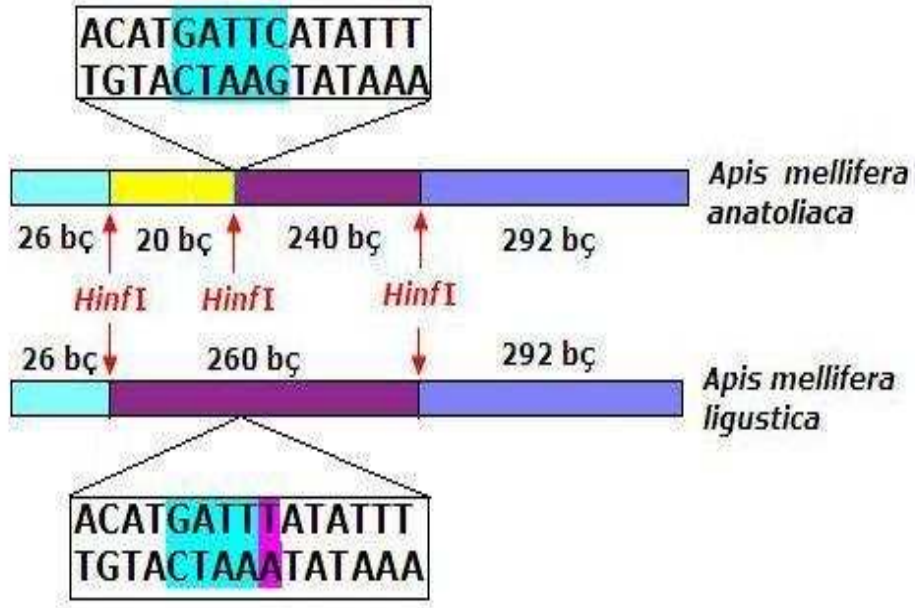 ACATGATTCATATTT
TGTACTAAGTATAAA
Apis mellifera
anatoliaca
26 bç 20 bç 240 bç 292 bç
HinfI HinfI HinfI
26 bç 260 bç 292 bç
Apis mellifera
ligustica
ACATGATTTATATTT
TGTACTAAATATAAA